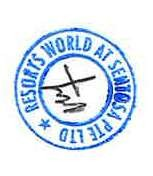 ★ RESORTS WORLD AT SENTOSA PTE LTD